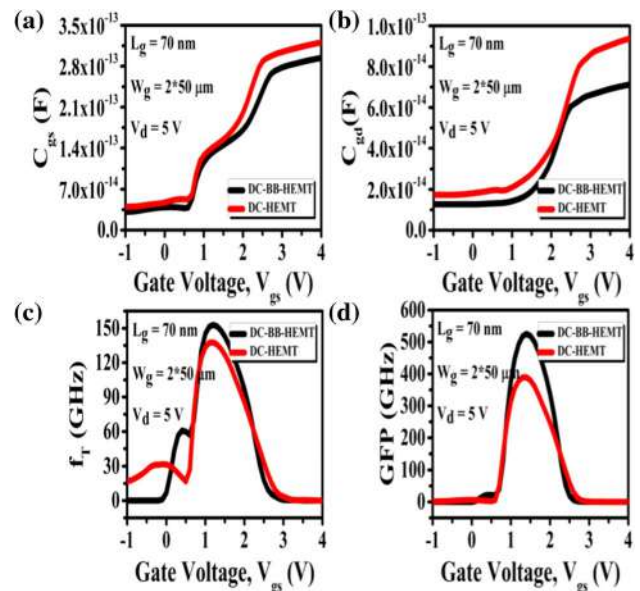 (a)
3.5x10-13
2.8x10-13
2.1x10-13
1.4x10-13
7.0x10-14
0.0
Cgs (F)
Lg = 70 nm
Wg = 2*50 μm
Vd = 5 V
DC-BB-HEMT
DC-HEMT
-1 0 1 2 3 4
Gate Voltage, Vgs (V)
(b)
1.0x10-13
8.0x10-14
6.0x10-14
4.0x10-14
2.0x10-14
0.0
Cgd (F)
Lg = 70 nm
Wg = 2*50 μm
Vd = 5 V
DC-BB-HEMT
DC-HEMT
-1 0 1 2 3 4
Gate Voltage, Vgs (V)
(c)
150
120
90
60
30
0
fT (GHz)
Lg = 70 nm
Wg = 2*50 μm
Vd = 5 V
DC-BB-HEMT
DC-HEMT
-1 0 1 2 3 4
Gate Voltage, Vgs (V)
(d)
600
500
400
300
200
100
0
GFP (GHz)
Lg = 70 nm
Wg = 2*50 μm
Vd = 5 V
DC-BB-HEMT
DC-HEMT
-1 0 1 2 3 4
Gate Voltage, Vgs (V)